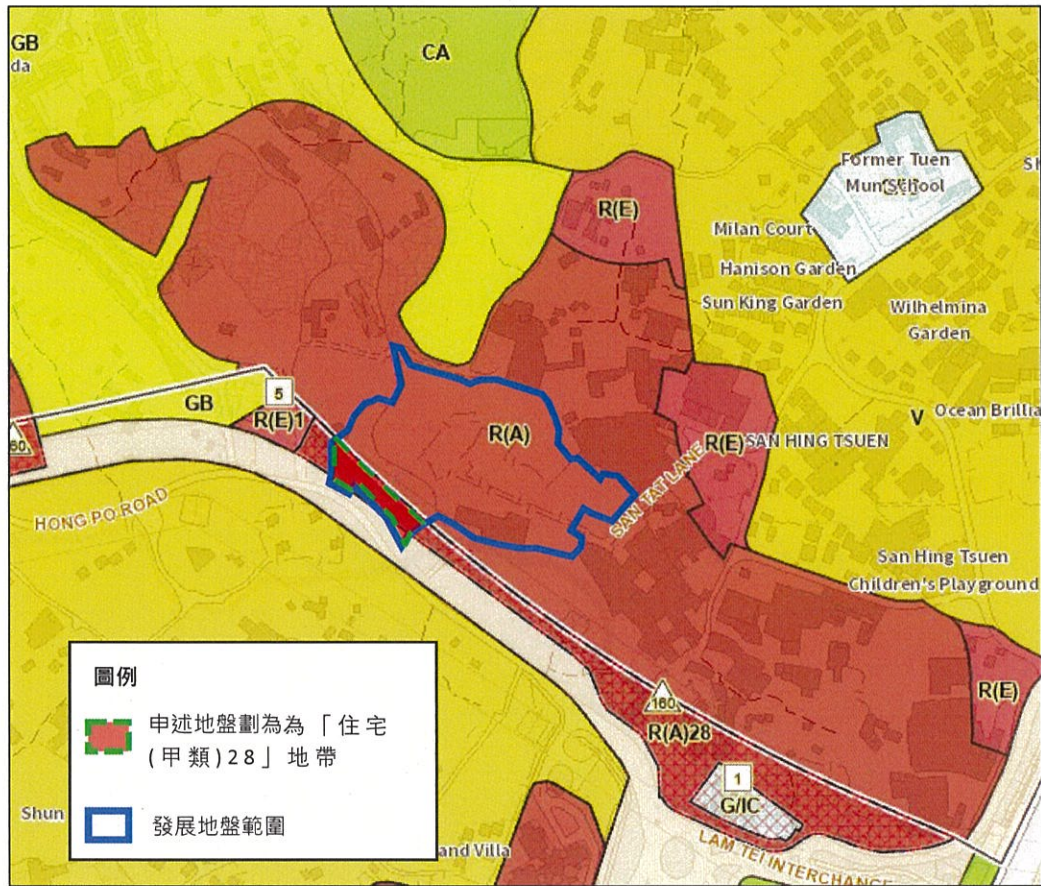 GB
da
CA
Former Tuen
Mun School
R(E)
Milan Court
Hanison Garden
Sun King Garden
Wilhelmina
Garden
5
GB
R(E)1
R(A)
R(E)
SAN HING TSUEN
V
Ocean Brillia
SAN TAT LANE
HONG PO ROAD
San Hing Tsuen
Children's Playground
圖例
申述地盤劃為為「住宅
(甲類)28」地帶
發展地盤範圍
160
R(A)28
R(E)
1
G/IC
Shun
and Villa
LAM TEI INTERCHANGE